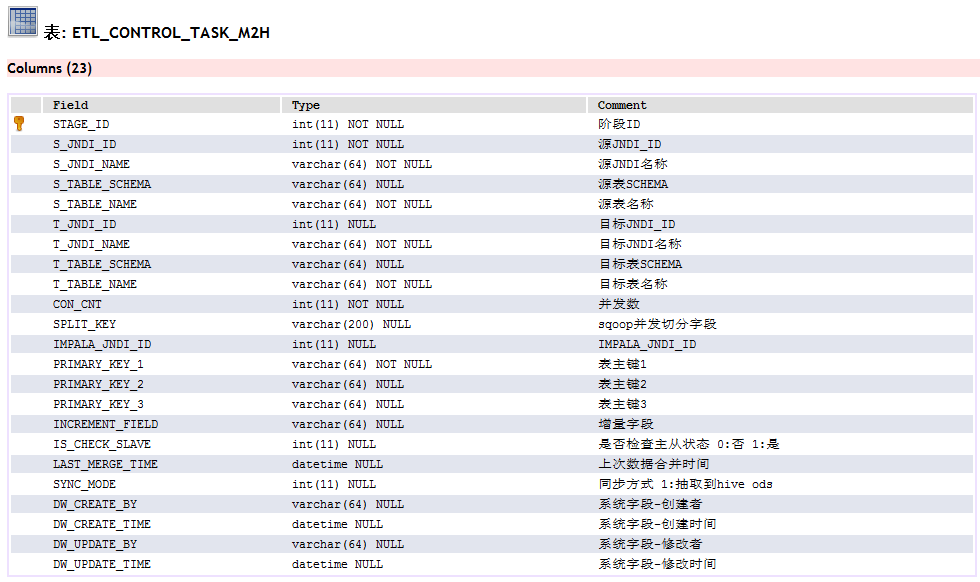 表: ETL_CONTROL_TASK_M2H
Columns (23)
Field Type Comment
STAGE_ID int(11) NOT NULL 阶段ID
S_JNDI_ID int(11) NOT NULL 源JNDI_ID
S_JNDI_NAME varchar(64) NOT NULL 源JNDI名称
S_TABLE_SCHEMA varchar(64) NULL 源表SCHEMA
S_TABLE_NAME varchar(64) NOT NULL 源表名称
T_JNDI_ID int(11) NULL 目标JNDI_ID
T_JNDI_NAME varchar(64) NOT NULL 目标JNDI名称
T_TABLE_SCHEMA varchar(64) NULL 目标表SCHEMA
T_TABLE_NAME varchar(64) NOT NULL 目标表名称
CON_CNT int(11) NOT NULL 并发数
SPLIT_KEY varchar(200) NULL sqoop并发切分字段
IMPALA_JNDI_ID int(11) NULL IMPALA_JNDI_ID
PRIMARY_KEY_1 varchar(64) NOT NULL 表主键1
PRIMARY_KEY_2 varchar(64) NULL 表主键2
PRIMARY_KEY_3 varchar(64) NULL 表主键3
INCREMENT_FIELD varchar(64) NULL 增量字段
IS_CHECK_SLAVE int(11) NULL 是否检查主从状态 0:否 1:是
LAST_MERGE_TIME datetime NULL 上次数据合并时间
SYNC_MODE int(11) NULL 同步方式 1:抽取到hive ods
DW_CREATE_BY varchar(64) NULL 系统字段-创建者
DW_CREATE_TIME datetime NULL 系统字段-创建时间
DW_UPDATE_BY varchar(64) NULL 系统字段-修改者
DW_UPDATE_TIME datetime NULL 系统字段-修改时间